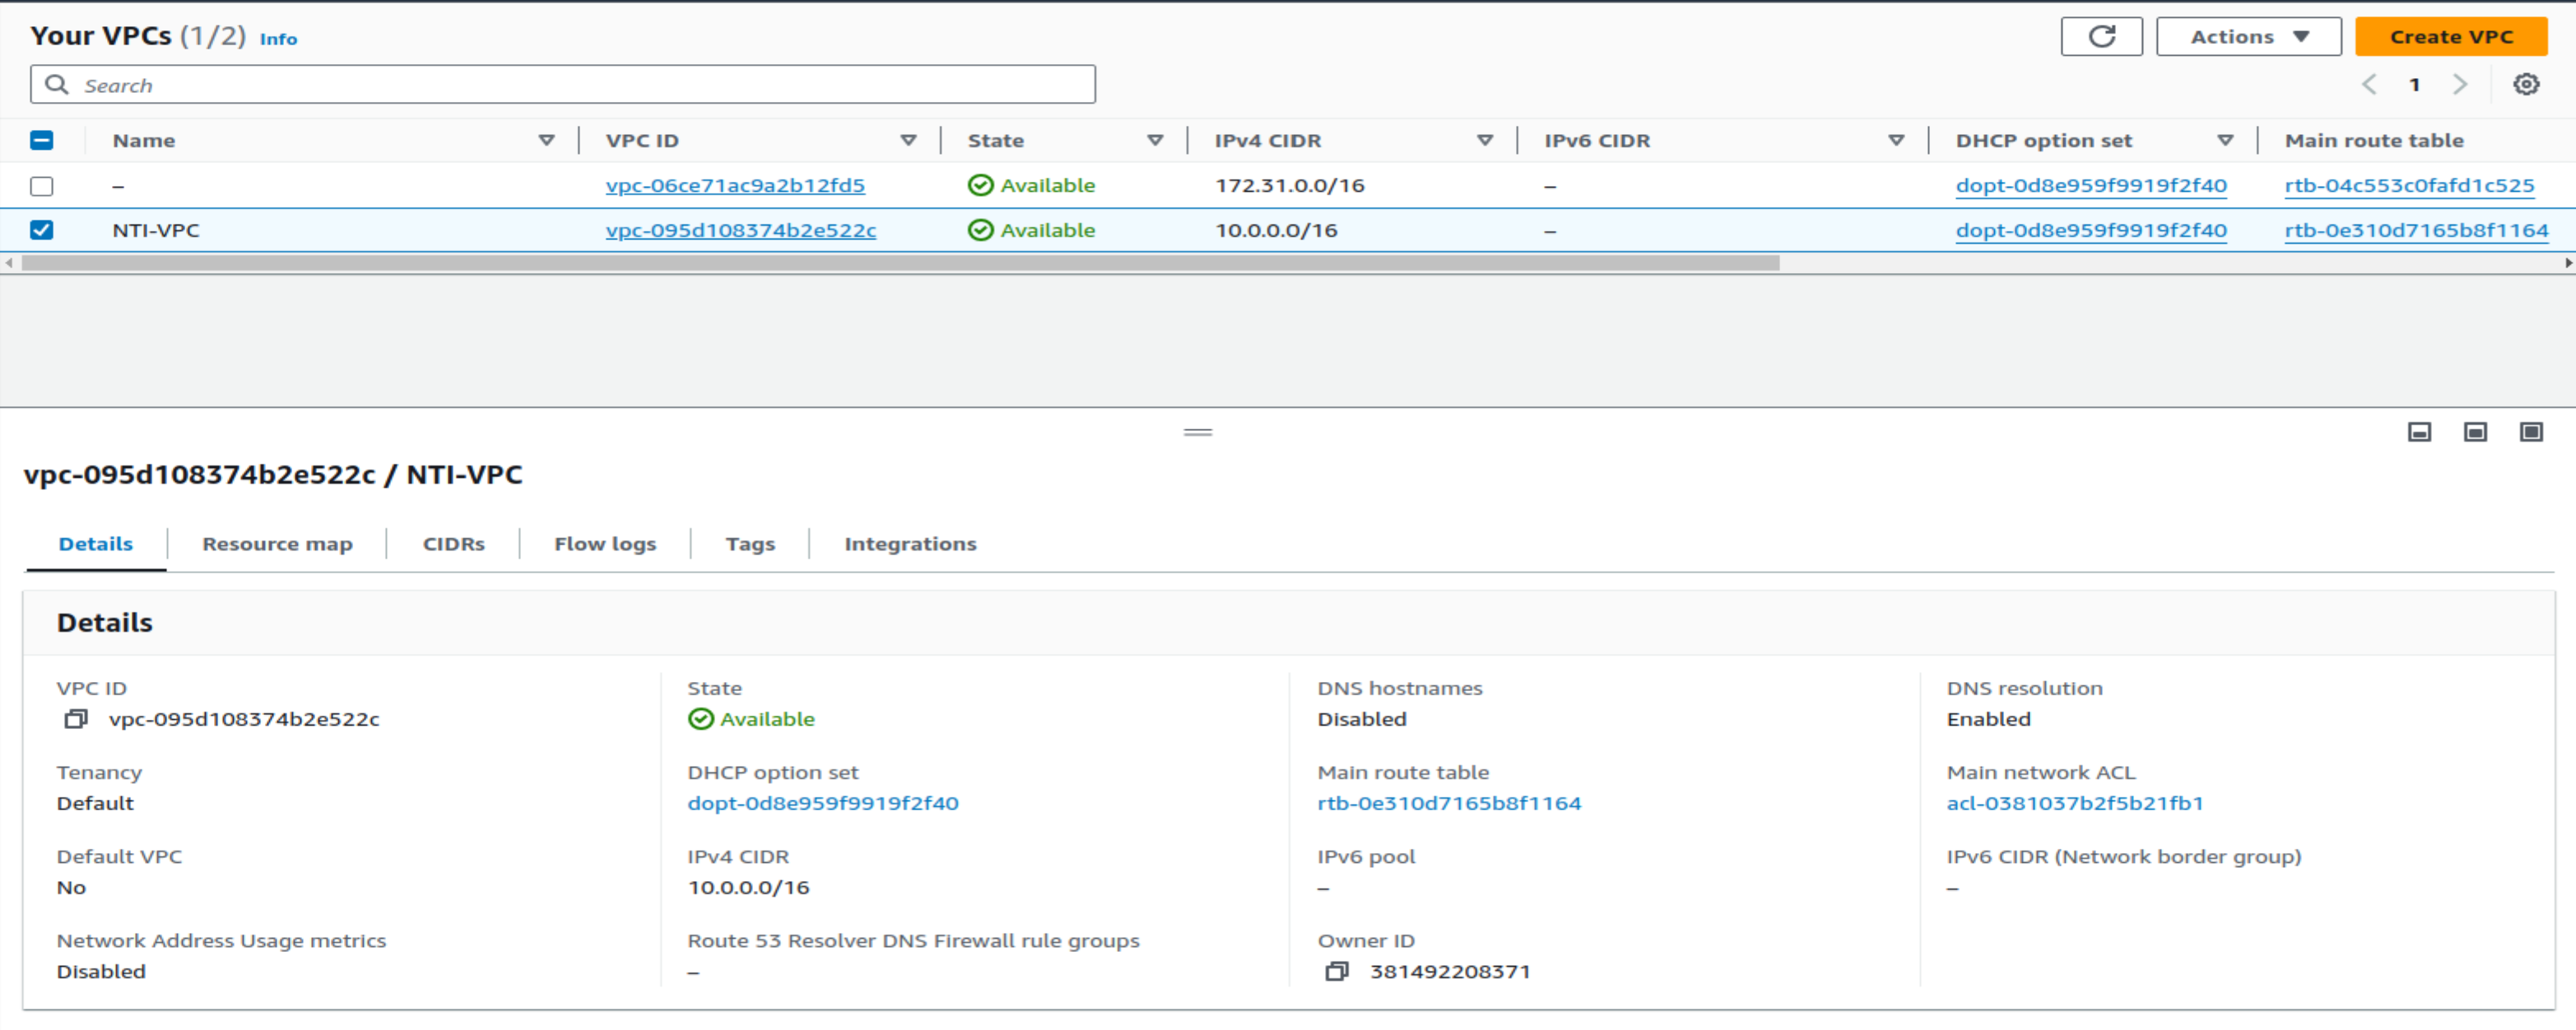 Your VPCs (1/2) Info
Actions
Create VPC
Search
1
Name VPC ID State IPv4 CIDR IPv6 CIDR DHCP option set Main route table
– vpc-06ce71ac9a2b12fd5 Available 172.31.0.0/16 – dopt-0d8e959f9919f2f40 rtb-04c553c0fafd1c525
NTI-VPC vpc-095d108374b2e522c Available 10.0.0.0/16 – dopt-0d8e959f9919f2f40 rtb-0e310d7165b8f1164
vpc-095d108374b2e522c / NTI-VPC
Details Resource map CIDRs Flow logs Tags Integrations
Details
VPC ID State DNS hostnames DNS resolution
vpc-095d108374b2e522c Available Disabled Enabled
Tenancy DHCP option set Main route table Main network ACL
Default dopt-0d8e959f9919f2f40 rtb-0e310d7165b8f1164 acl-0381037b2f5b21fb1
Default VPC IPv4 CIDR IPv6 pool IPv6 CIDR (Network border group)
No 10.0.0.0/16 – –
Network Address Usage metrics Route 53 Resolver DNS Firewall rule groups Owner ID
Disabled – 381492208371